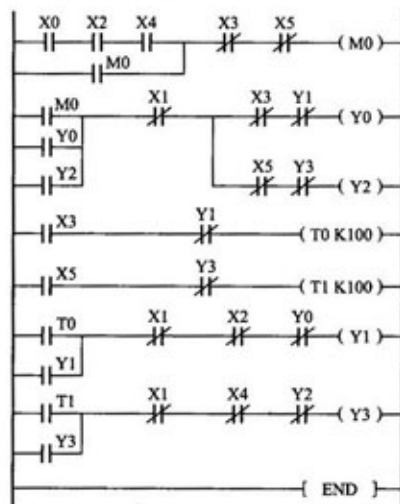 X0 X2 X4 X3 X5
M0
M0
M0 X1 X3 Y1 Y0
Y0
Y2 X5 Y3 Y2
X3 Y1 T0 K100
X5 Y3 T1 K100
T0 X1 X2 Y0 Y1
Y1
T1 X1 X4 Y2 Y3
Y3
END